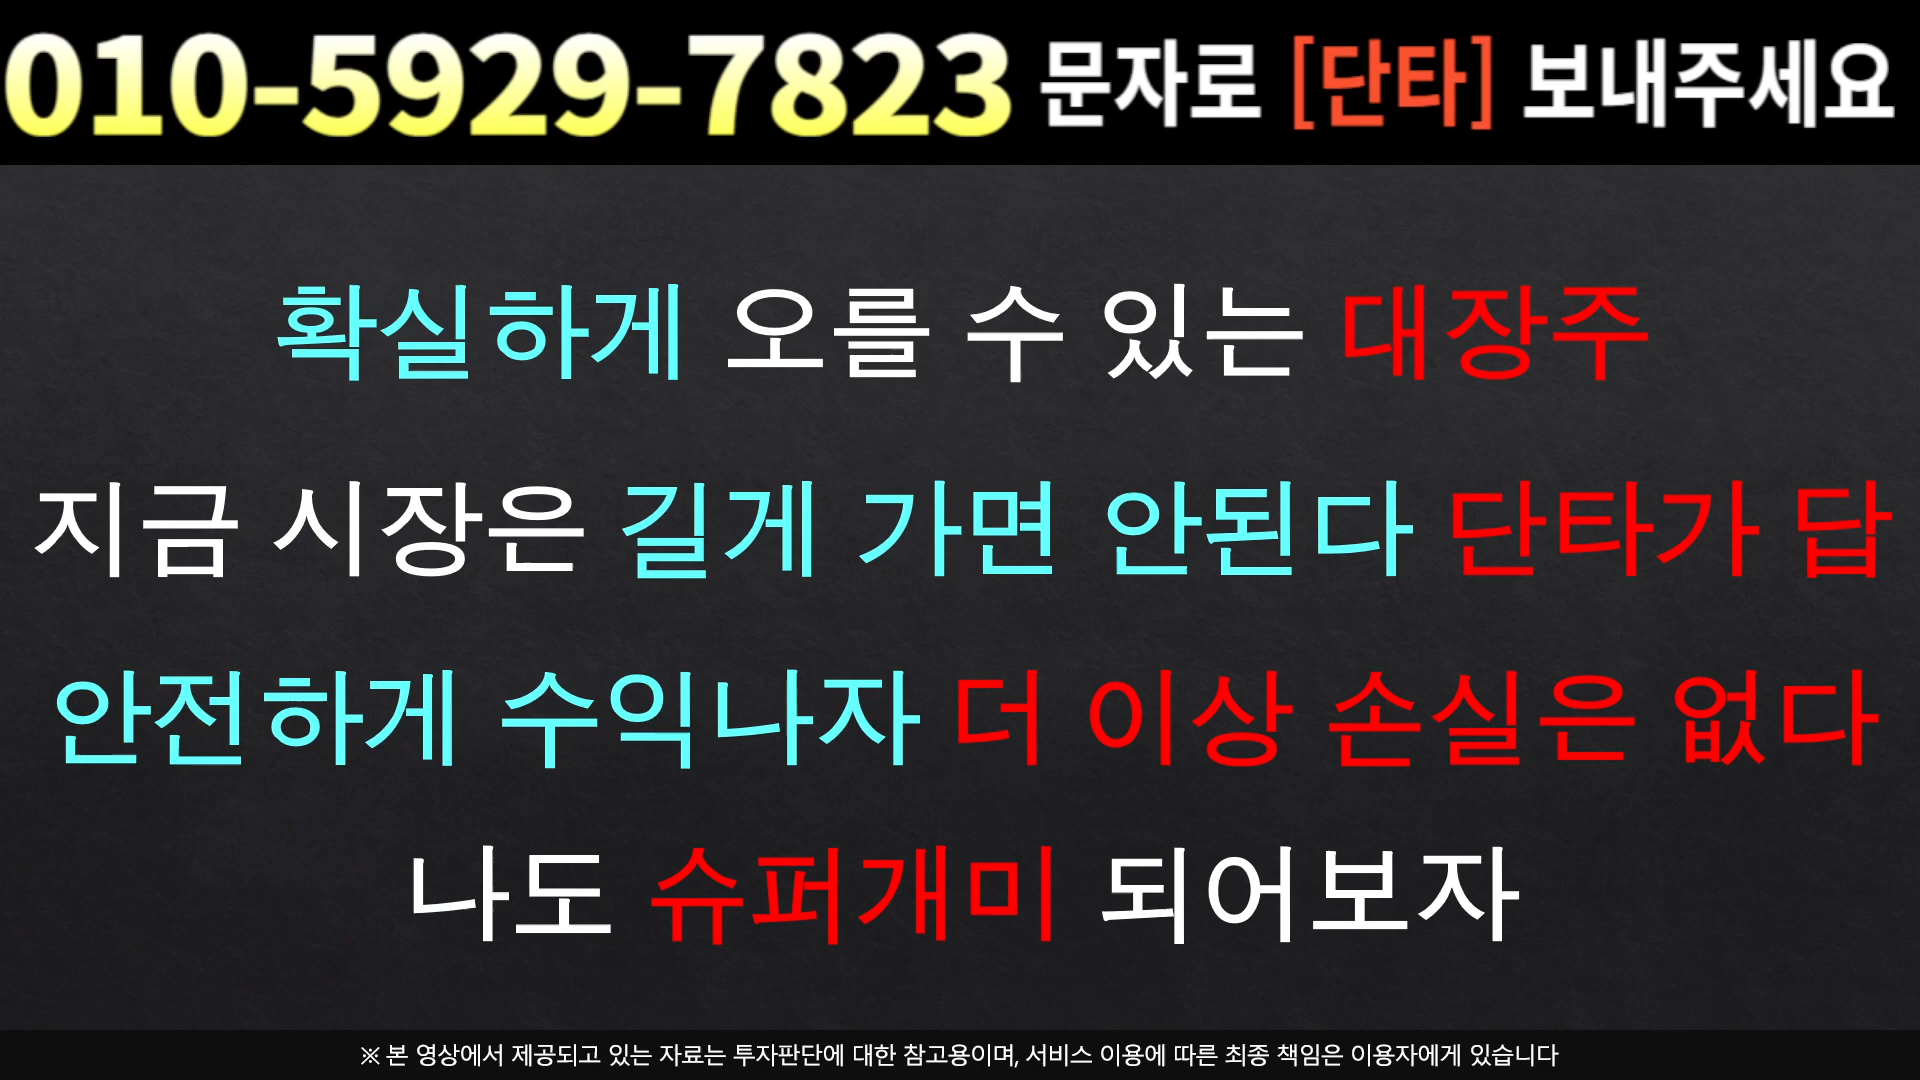 010-5929-7823 문자로 [단타] 보내주세요
확실하게 오를 수 있는 대장주
지금 시장은 길게 가면 안된다 단타가 답
안전하게 수익나자 더 이상 손실은 없다
나도 슈퍼개미 되어보자
※ 본 영상에서 제공되고 있는 자료는 투자판단에 대한 참고용이며, 서비스 이용에 따른 최종 책임은 이용자에게 있습니다